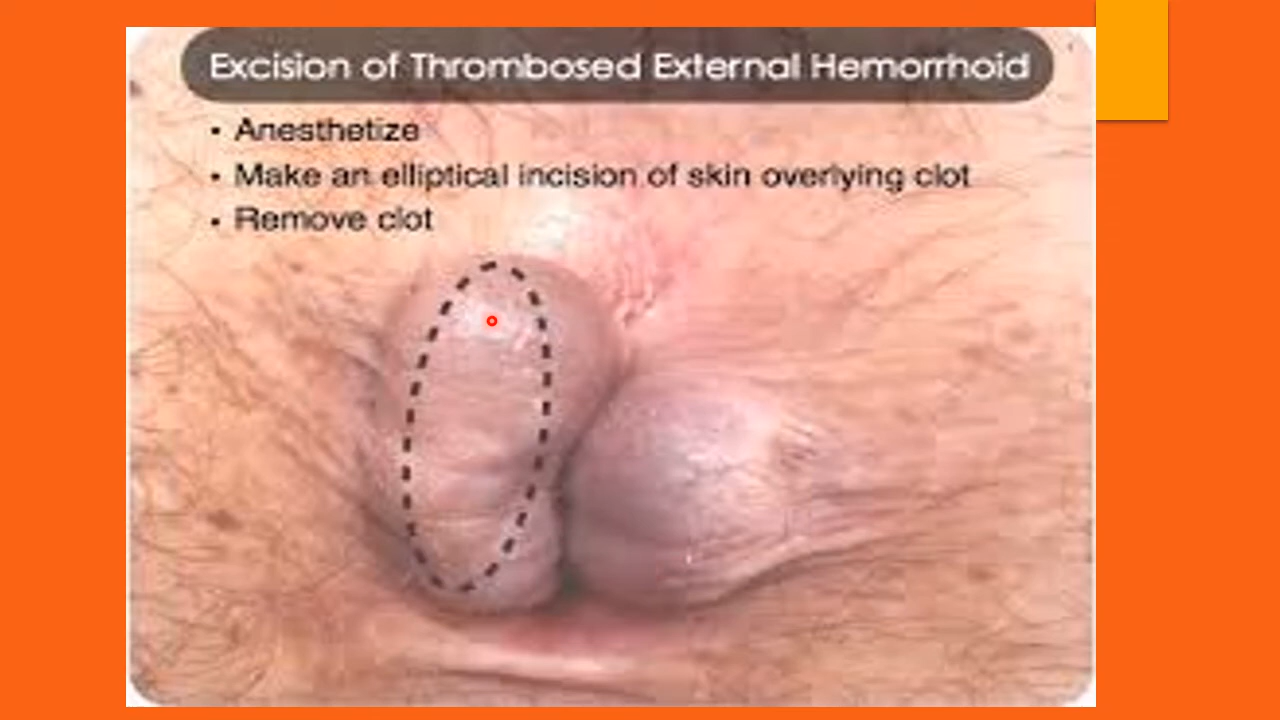 Excision of Thrombosed External Hemorrhoid
• Anesthetize
• Make an elliptical incision of skin overlying clot
• Remove clot